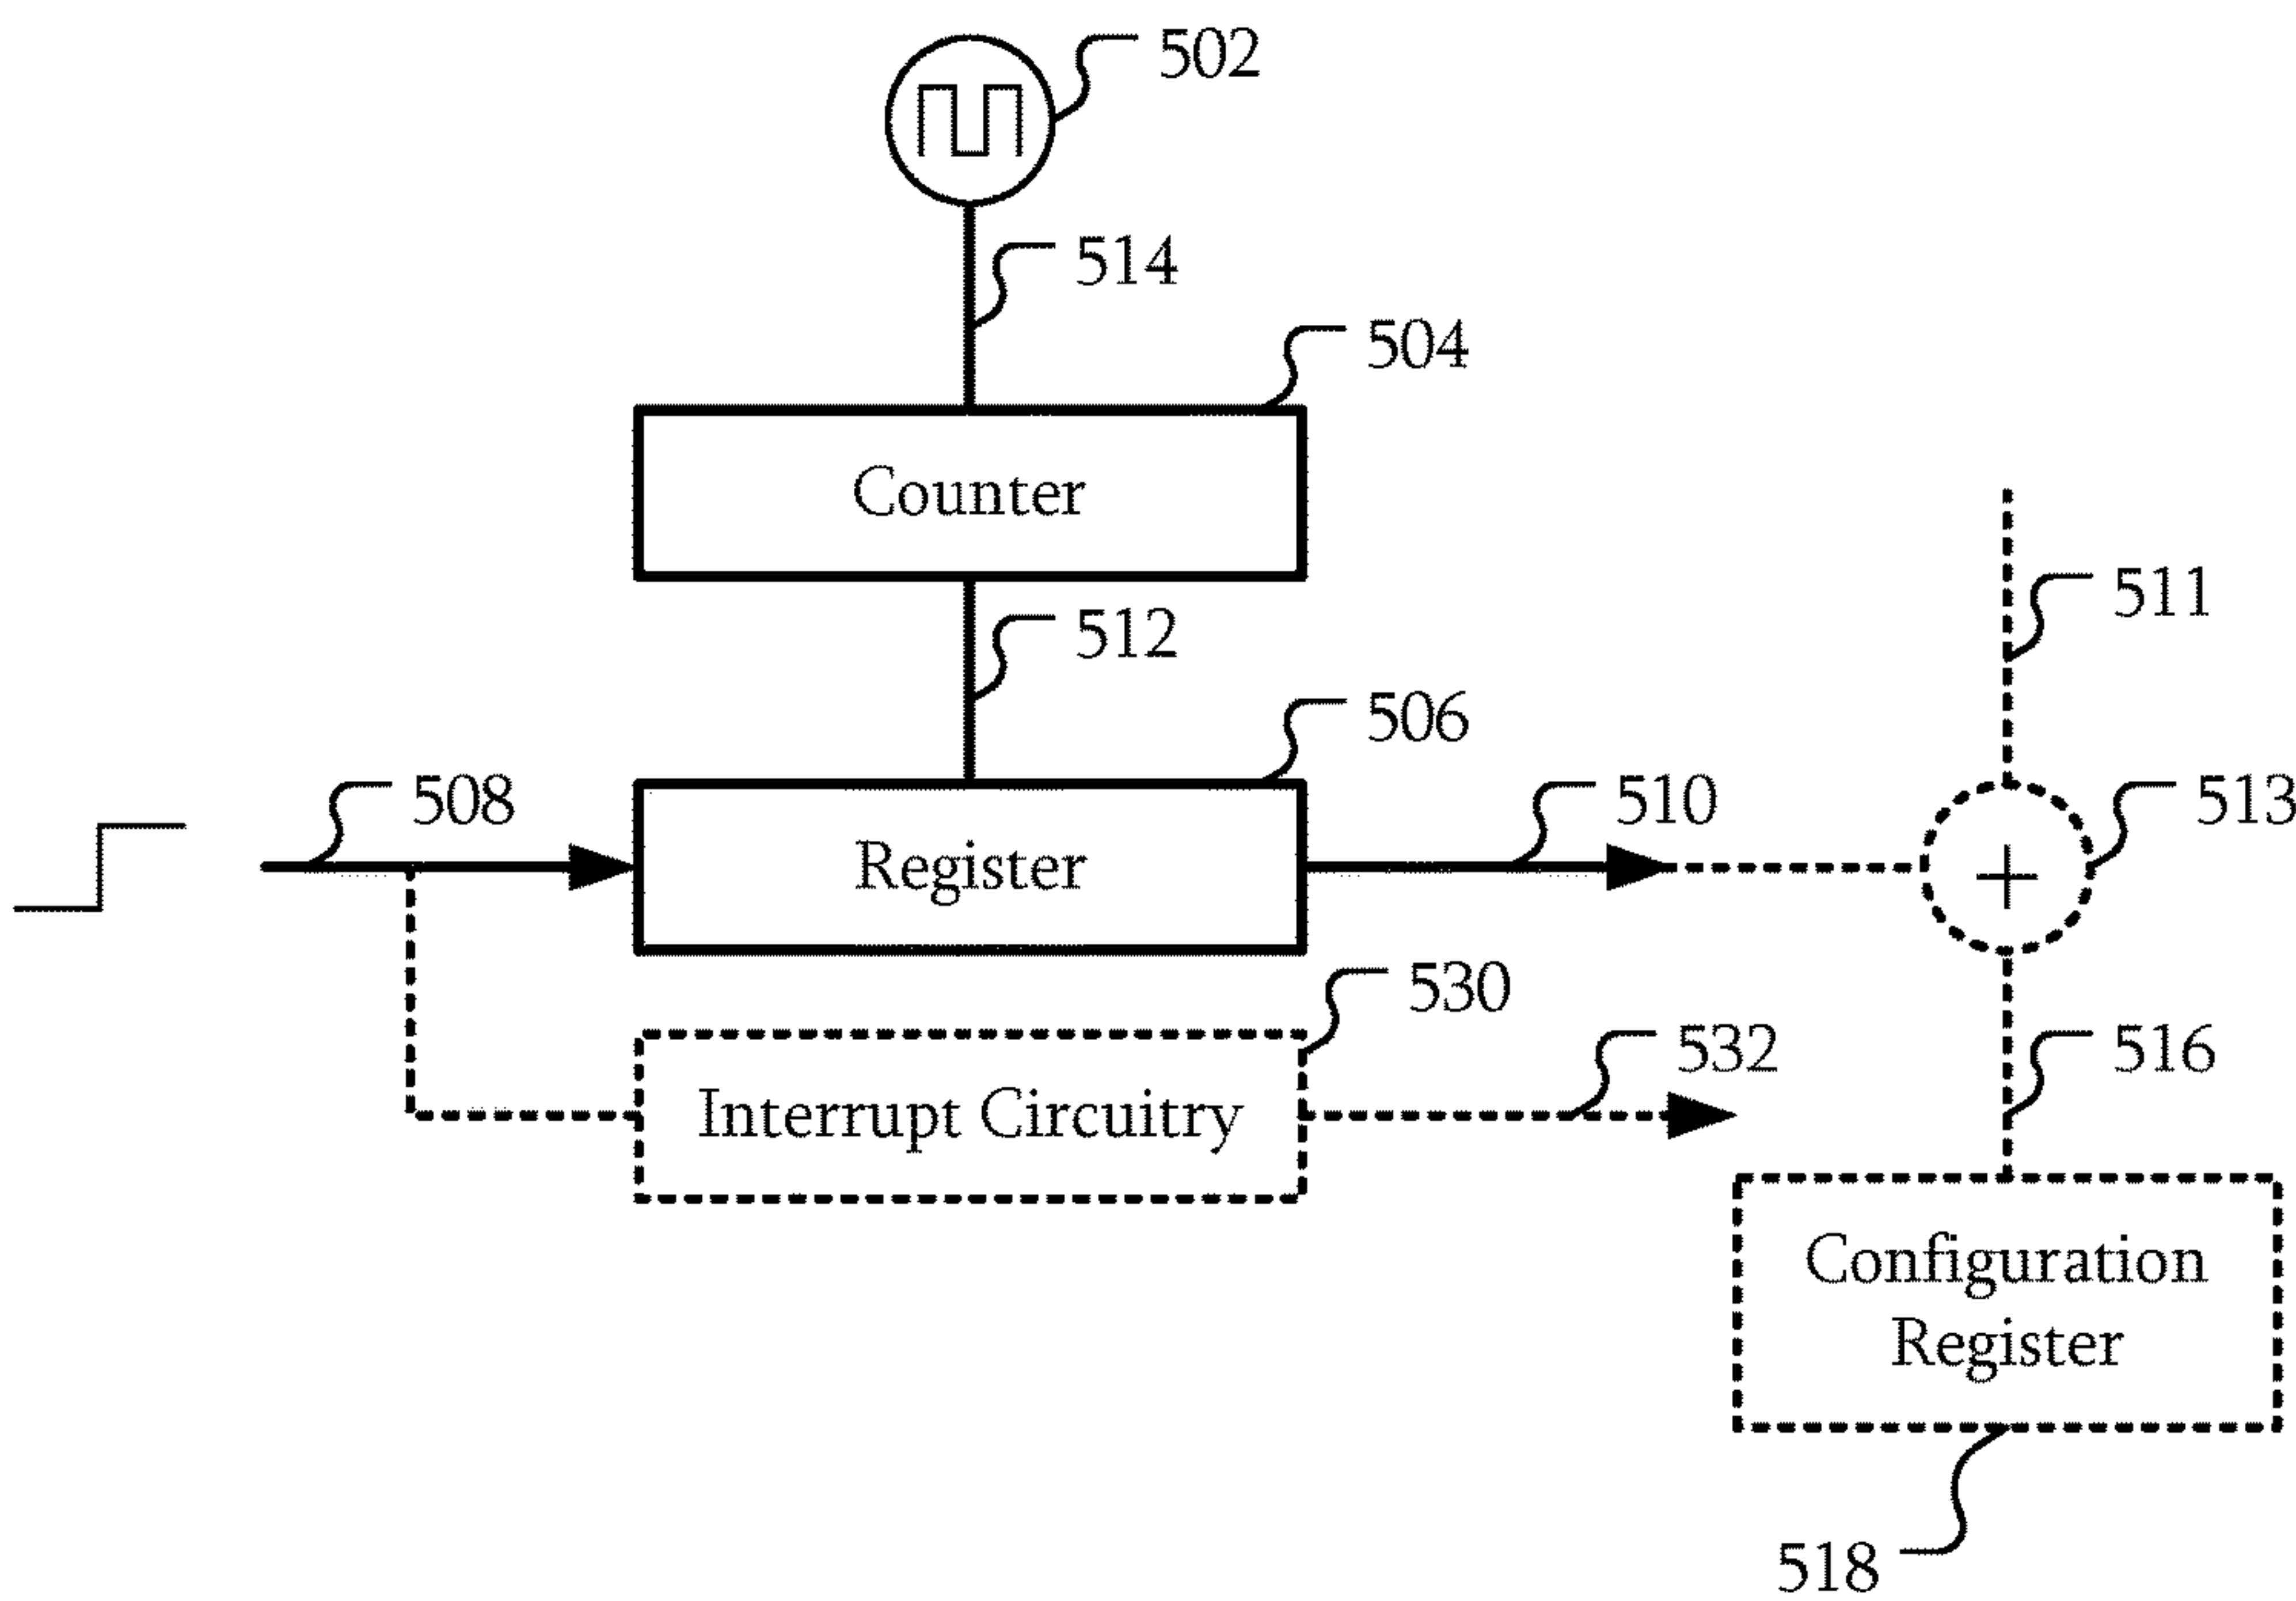 502
514
504
Counter
511
512
506
508
510
513
Register
+
530
532
516
Interrupt Circuitry
Configuration
Register
518